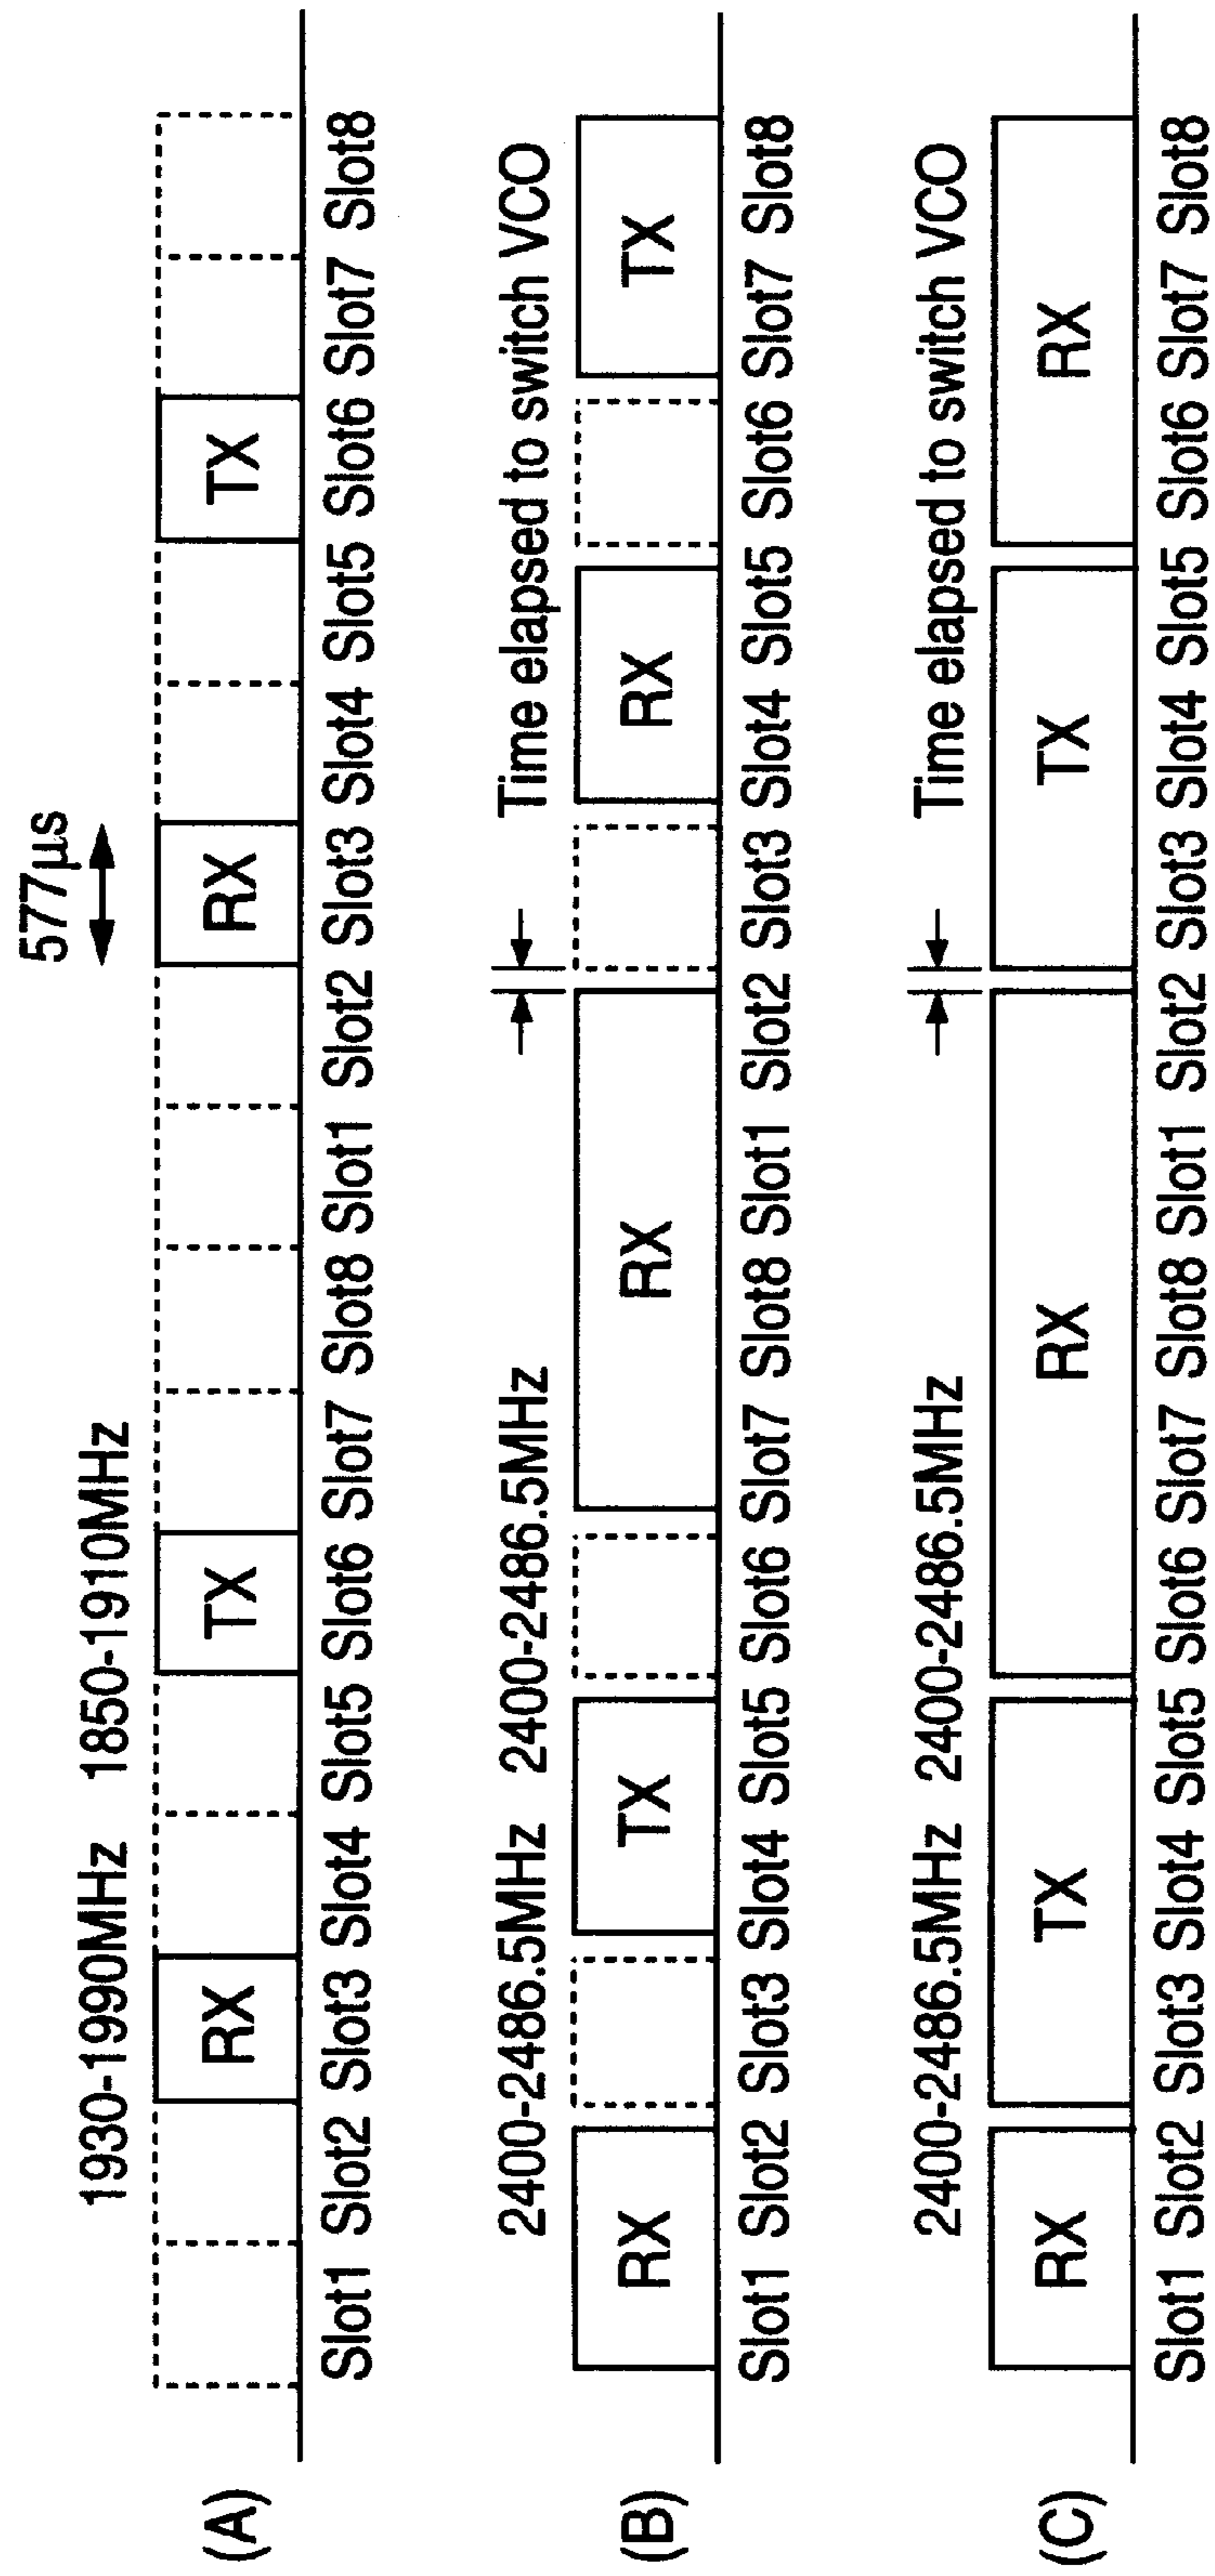 577μs
1930-1990MHz 1850-1910MHz
(A) RX TX RX TX
Slot1 Slot2 Slot3 Slot4 Slot5 Slot6 Slot7 Slot8 Slot1 Slot2 Slot3 Slot4 Slot5 Slot6 Slot7 Slot8
2400-2486.5MHz 2400-2486.5MHz Time elapsed to switch VCO
(B) RX TX RX RX TX
Slot1 Slot2 Slot3 Slot4 Slot5 Slot6 Slot7 Slot8 Slot1 Slot2 Slot3 Slot4 Slot5 Slot6 Slot7 Slot8
2400-2486.5MHz 2400-2486.5MHz Time elapsed to switch VCO
(C) RX TX RX TX RX
Slot1 Slot2 Slot3 Slot4 Slot5 Slot6 Slot7 Slot8 Slot1 Slot2 Slot3 Slot4 Slot5 Slot6 Slot7 Slot8